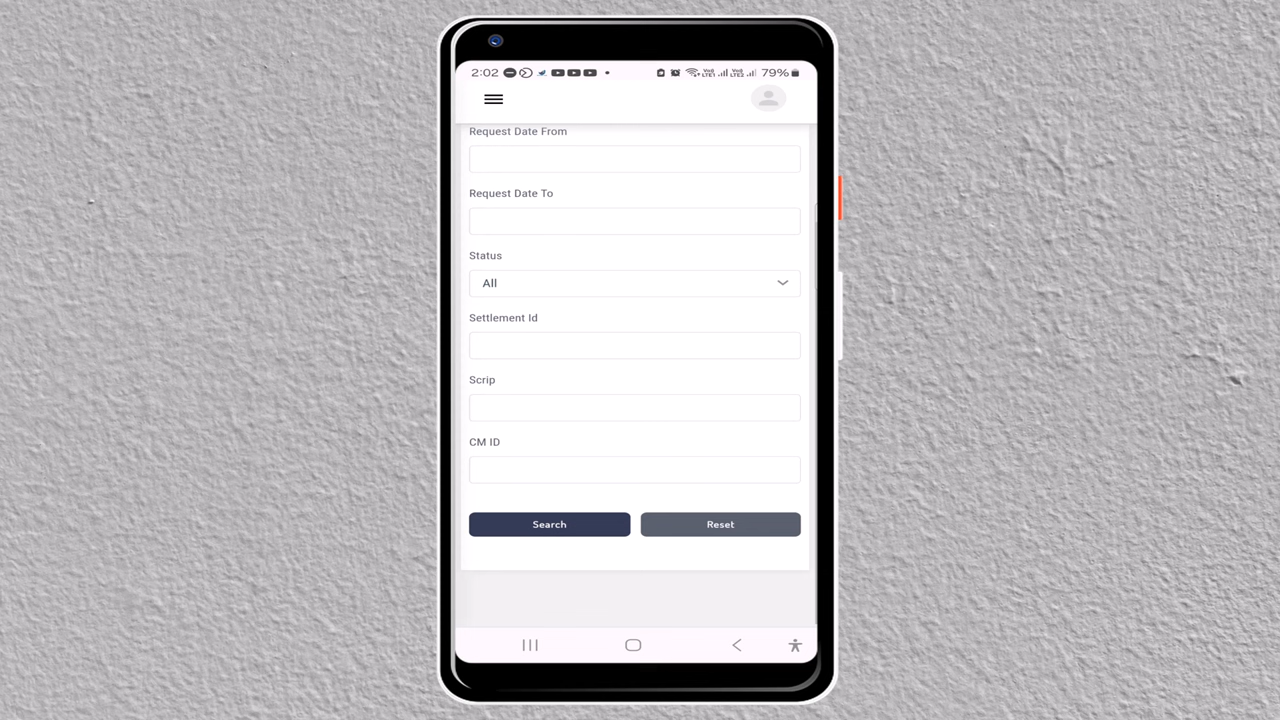 2:02 79%
Request Date From
Request Date To
Status
All
Settlement Id
Scrip
CM ID
Search Reset